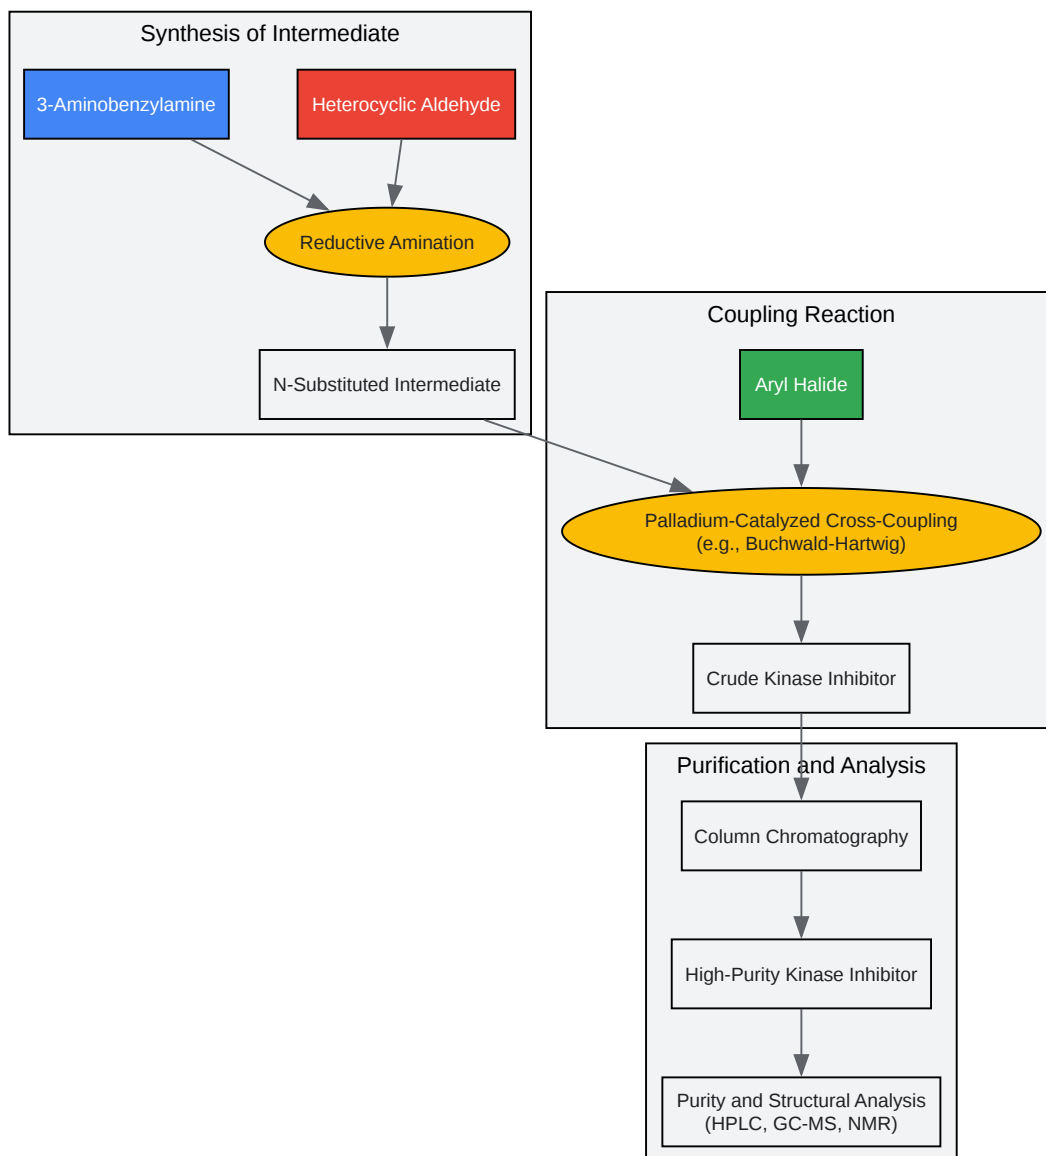 Synthesis of Intermediate
3-Aminobenzylamine
Heterocyclic Aldehyde
Reductive Amination
N-Substituted Intermediate
Coupling Reaction
Aryl Halide
Palladium-Catalyzed Cross-Coupling
(e.g., Buchwald-Hartwig)
Crude Kinase Inhibitor
Purification and Analysis
Column Chromatography
High-Purity Kinase Inhibitor
Purity and Structural Analysis
(HPLC, GC-MS, NMR)